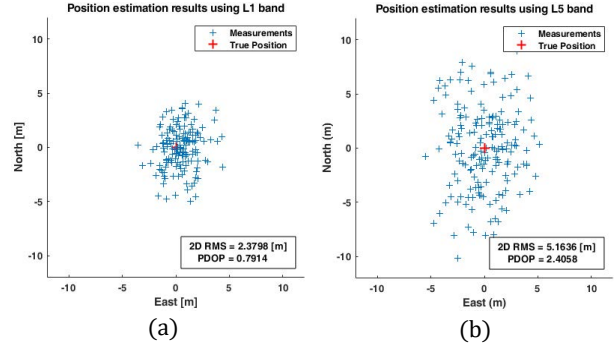 Position estimation results using L1 band
North [m]
10
5
0
-5
-10
Measurements
True Position
2D RMS = 2.3798 [m]
PDOP = 0.7914
-10 -5 0 5 10
East [m]
(a)
Position estimation results using L5 band
North (m)
10
5
0
-5
-10
Measurements
True Position
2D RMS = 5.1636 [m]
PDOP = 2.4058
-10 -5 0 5 10
East (m)
(b)